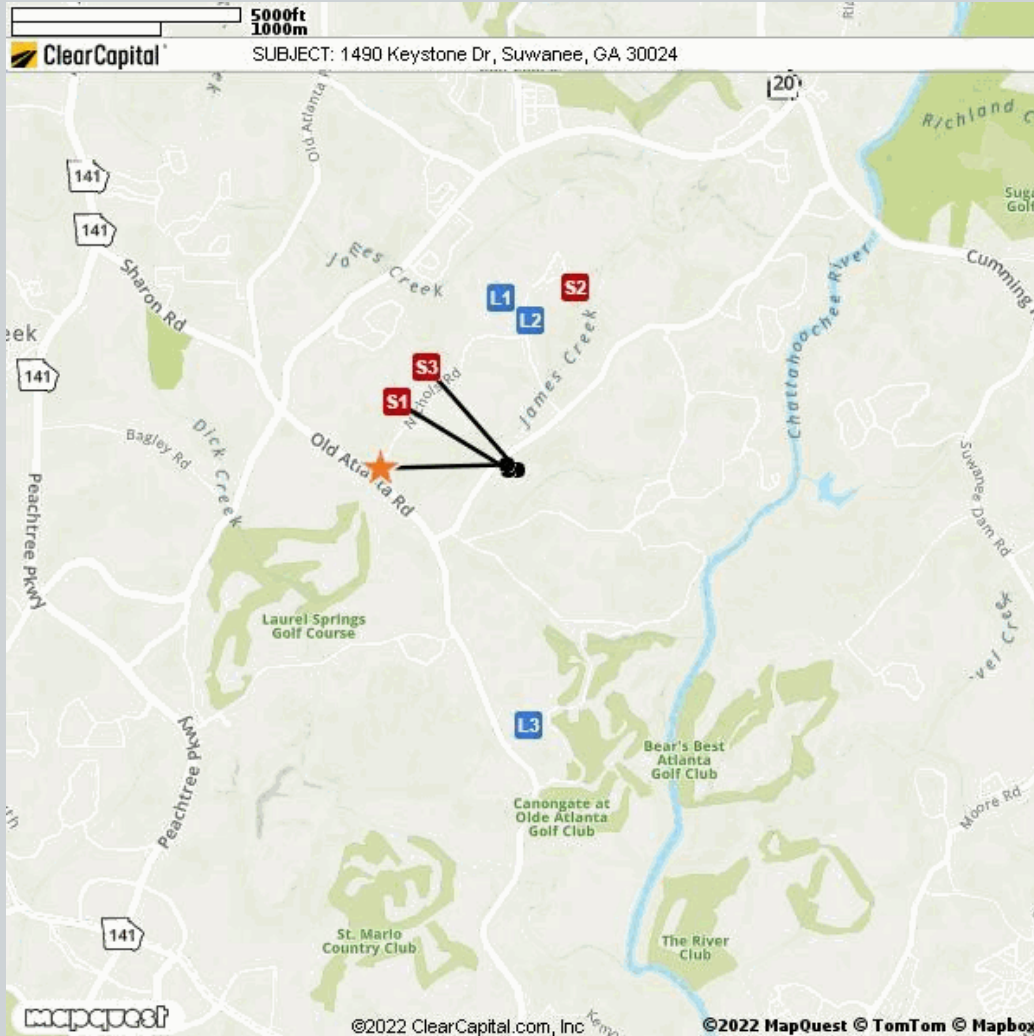 5000ft
1000m
ClearCapital
SUBJECT: 1490 Keystone Dr, Suwanee, GA 30024
20
Richland
Old Atlanta
141
141
Sharon Rd
James Creek
Chattahoochee River
Cumming
L1
L2
S2
S3
S1
Nichols Rd
James Creek
141
Bagley Rd
Dick Creek
Old Atlanta Rd
Suwanee Dam Rd
Peachtree Pkwy
Laurel Springs
Golf Course
L3
Bear's Best
Atlanta
Golf Club
Canongate at
Olde Atlanta
Golf Club
Peachtree Pkwy
Moore Rd
141
St. Marlo
Country Club
The River
Club
mapquest
©2022 ClearCapital.com, Inc
©2022 MapQuest © TomTom © Mapbo